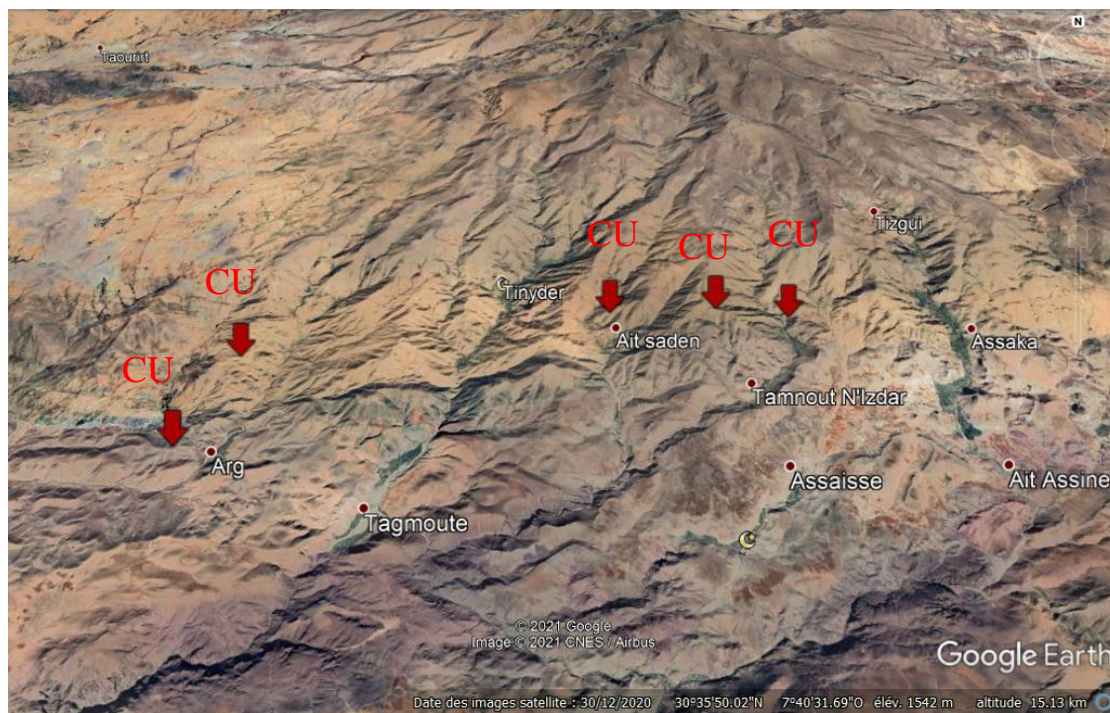 N
Taourirt
Tizgui
CU
CU
CU
CU
Tinyder
Ait saden
Assaka
CU
Tamnout N'Izdar
Arg
Assaisse
Ait Assine
Tagmoute
© 2021 Google
Image © 2021 CNES / Airbus
Google Earth
Date des images satellite : 30/12/2020 30°35'50.02"N 7°40'31.69"O élév. 1542 m altitude 15.13 km